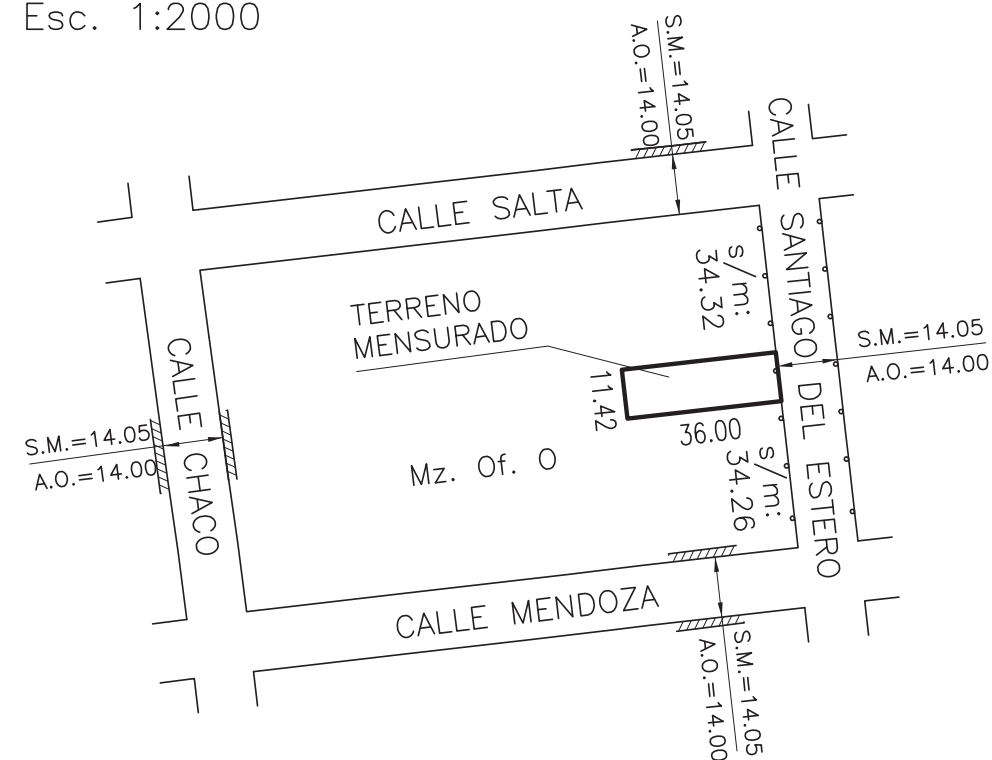 Esc. 1:2000
S.M.=14.05
A.O.=14.00
CALLE SALTA
CALLE SANTIAGO DEL ESTERO
s/m:
34.32
TERRENO
MENSURADO
S.M.=14.05
A.O.=14.00
11.42
36.00
CALLE CHACO
S.M.=14.05
A.O.=14.00
Mz. Of. O
s/m:
34.26
CALLE MENDOZA
S.M.=14.05
A.O.=14.00